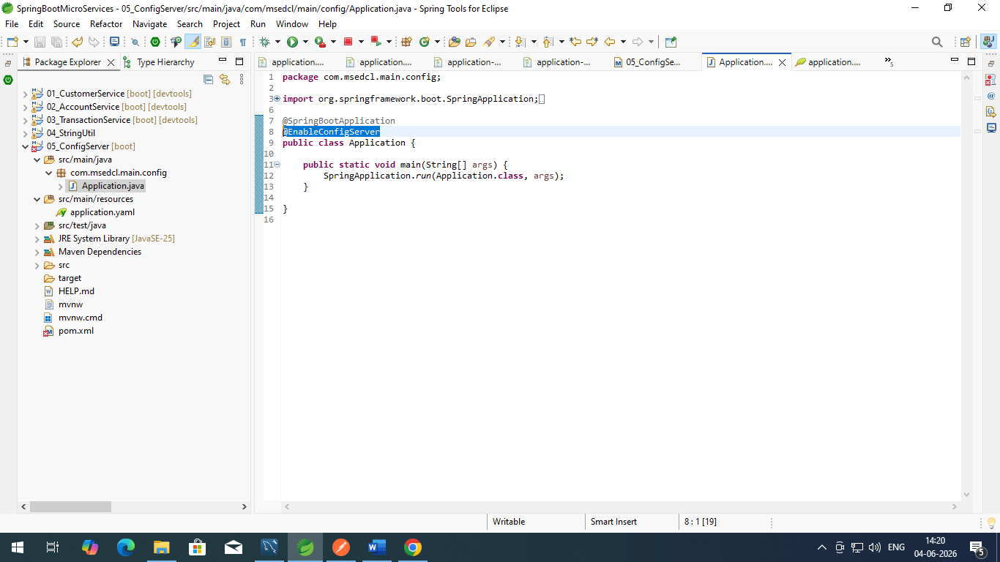 SpringBootMicroServices - 05_ConfigServer/src/main/java/com/msedcl/main/config/Application.java - Spring Tools for Eclipse
File Edit Source Refactor Navigate Search Project Run Window Help
Package Explorer Type Hierarchy
application.... application.... application-... application-... 05_ConfigSe... Application.... application.... »5
01_CustomerService [boot] [devtools]
02_AccountService [boot] [devtools]
03_TransactionService [boot] [devtools]
04_StringUtil
05_ConfigServer [boot]
src/main/java
com.msedcl.main.config
Application.java
src/main/resources
application.yaml
src/test/java
JRE System Library [JavaSE-25]
Maven Dependencies
src
target
HELP.md
mvnw
mvnw.cmd
pom.xml
1 package com.msedcl.main.config;
2
3 import org.springframework.boot.SpringApplication;
6
7 @SpringBootApplication
8 @EnableConfigServer
9 public class Application {
10
11 public static void main(String[] args) {
12 SpringApplication.run(Application.class, args);
13 }
14
15 }
16
Writable Smart Insert 8 : 1 [19]
ENG 14:20
04-06-2026 5